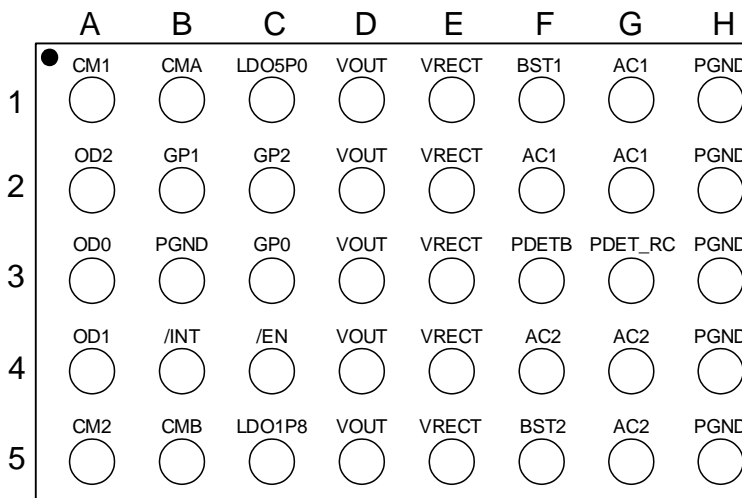 A B C D E F G H
CM1 CMA LDO5P0 VOUT VRECT BST1 AC1 PGND
1
OD2 GP1 GP2 VOUT VRECT AC1 AC1 PGND
2
OD0 PGND GP0 VOUT VRECT PDETB PDET_RC PGND
3
OD1 /INT /EN VOUT VRECT AC2 AC2 PGND
4
CM2 CMB LDO1P8 VOUT VRECT BST2 AC2 PGND
5